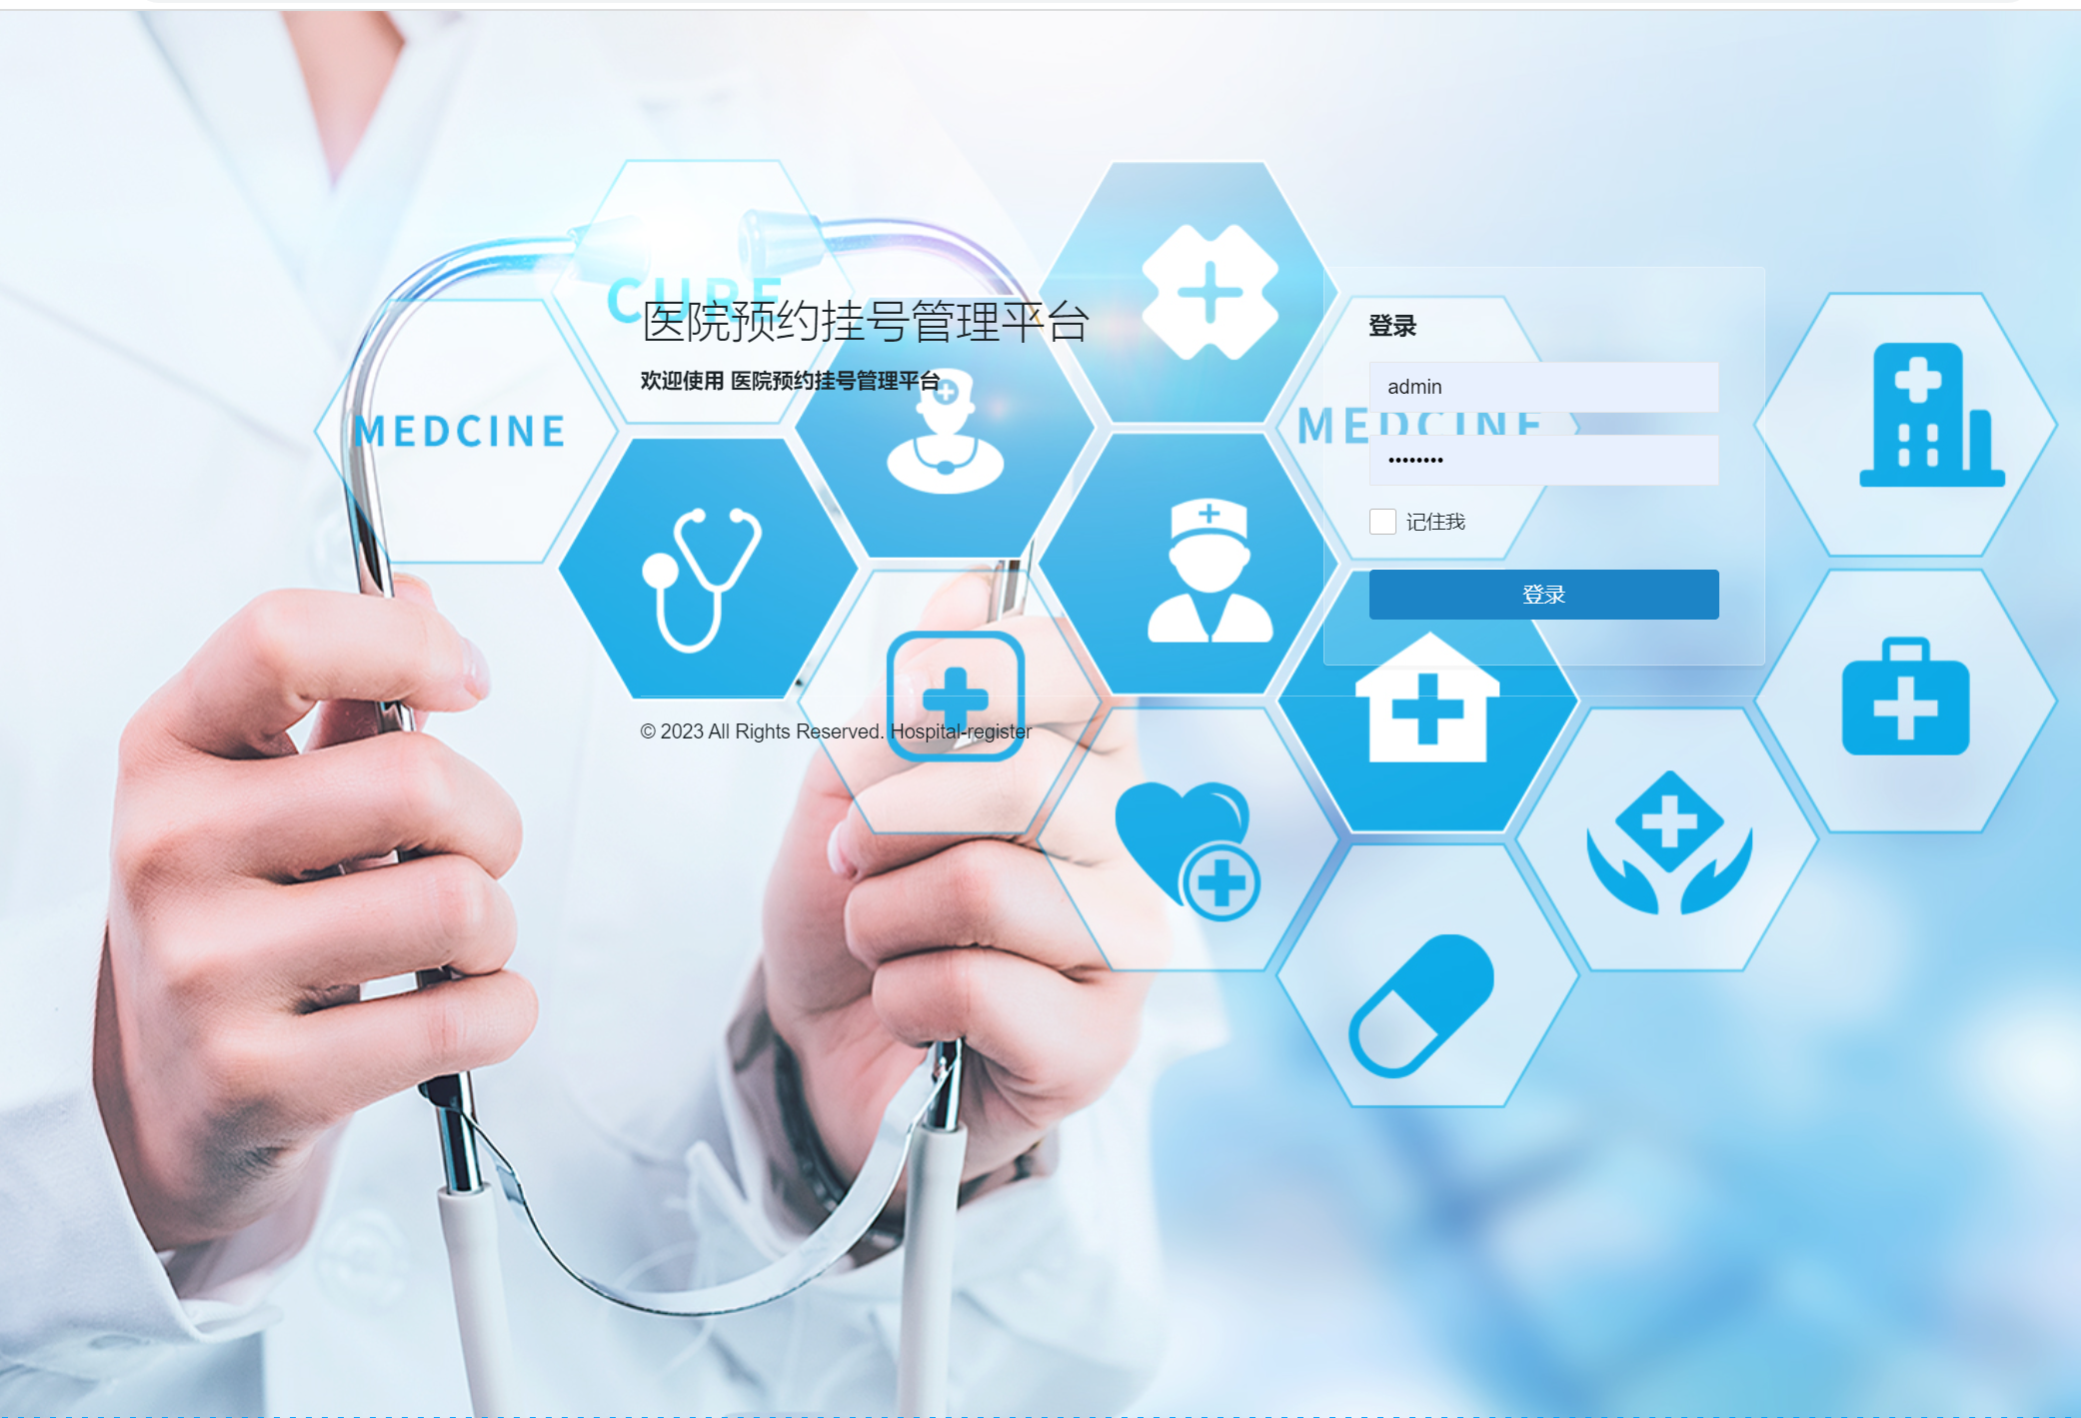 CURE
医院预约挂号管理平台
欢迎使用 医院预约挂号管理平台
MEDCINE
© 2023 All Rights Reserved. Hospital-register
登录
admin
MEDCINE
••••••••
记住我
登录